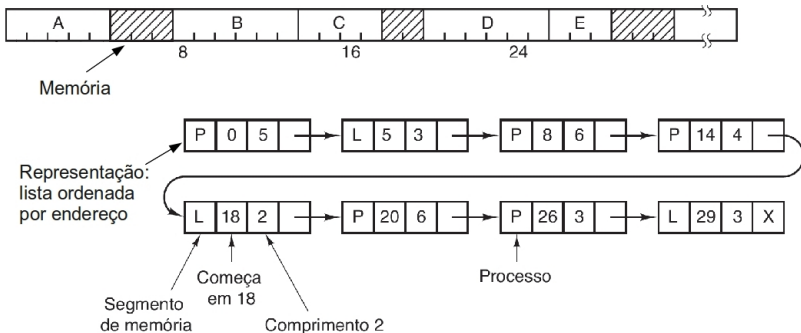 A B C D E
8 16 24
Memória
P 0 5 L 5 3 P 8 6 P 14 4
Representação:
lista ordenada
por endereço
L 18 2 P 20 6 P 26 3 L 29 3 X
Começa
em 18
Processo
Segmento
de memória
Comprimento 2